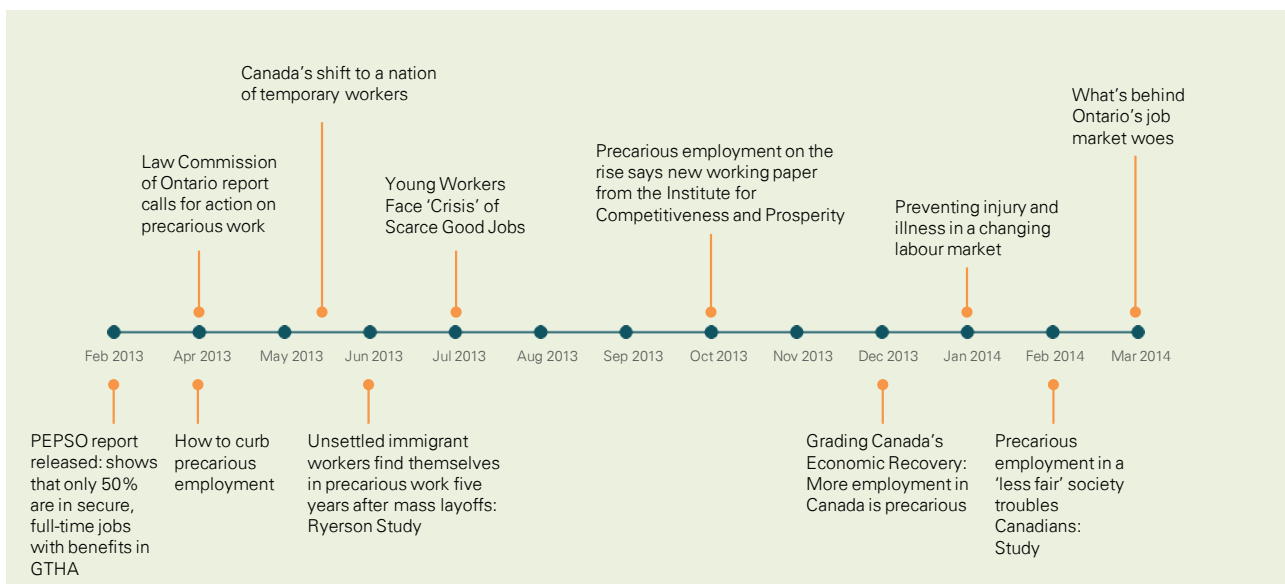 Canada's shift to a nation
of temporary workers
What's behind
Ontario's job
market woes
Law Commission
of Ontario report
calls for action on
precarious work
Young Workers
Face 'Crisis' of
Scarce Good Jobs
Precarious employment on the
rise says new working paper
from the Institute for
Competitiveness and Prosperity
Preventing injury and
illness in a changing
labour market
Feb 2013
Apr 2013
May 2013
Jun 2013
Jul 2013
Aug 2013
Sep 2013
Oct 2013
Nov 2013
Dec 2013
Jan 2014
Feb 2014
Mar 2014
PEPSO report
released: shows
that only 50%
are in secure,
full-time jobs
with benefits in
GTHA
How to curb
precarious
employment
Unsettled immigrant
workers find themselves
in precarious work five
years after mass layoffs:
Ryerson Study
Grading Canada's
Economic Recovery:
More employment in
Canada is precarious
Precarious
employment in a
'less fair' society
troubles
Canadians:
Study